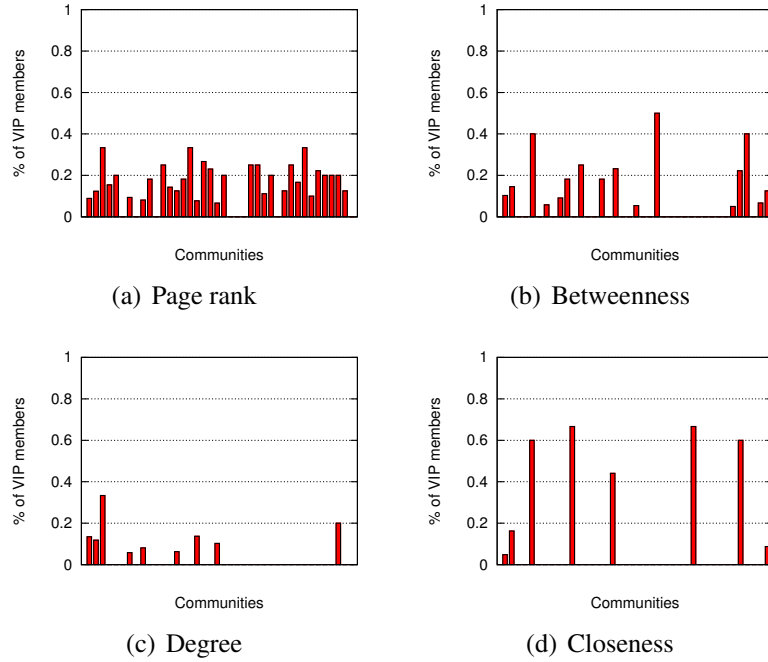 1
0.8
0.6
0.4
0.2
0
% of VIP members
Communities
(a) Page rank
1
0.8
0.6
0.4
0.2
0
% of VIP members
Communities
(b) Betweenness
1
0.8
0.6
0.4
0.2
0
% of VIP members
Communities
(c) Degree
1
0.8
0.6
0.4
0.2
0
% of VIP members
Communities
(d) Closeness